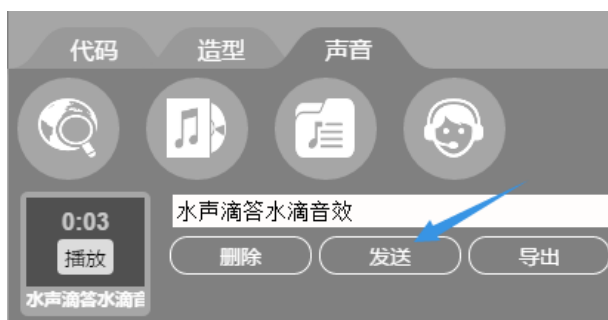 代码 造型 声音
水声滴答水滴音效
0:03
播放
删除 发送 导出
水声滴答水滴音